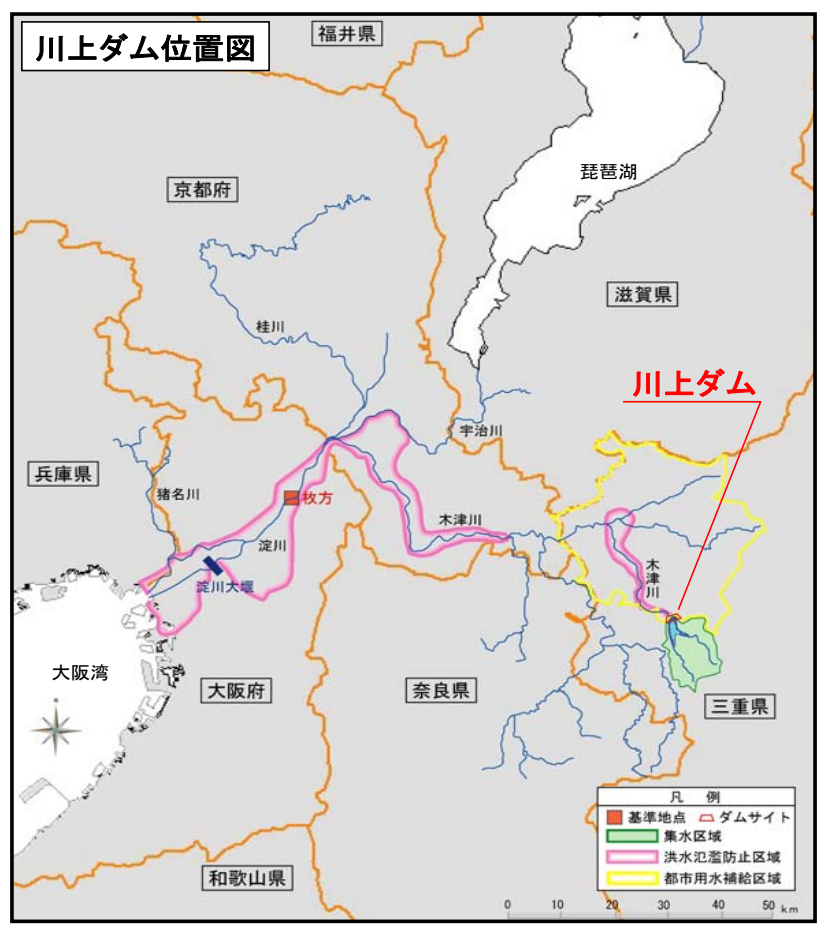 川上ダム位置図
福井県
琵琶湖
京都府
滋賀県
桂川
川上ダム
宇治川
兵庫県
猪名川
枚方
木津川
淀川
木津川
淀川大堰
大阪湾
大阪府
奈良県
三重県
N
凡 例
基準地点 ダムサイト
集水区域
洪水氾濫防止区域
都市用水補給区域
和歌山県
0 10 20 30 40 50 km